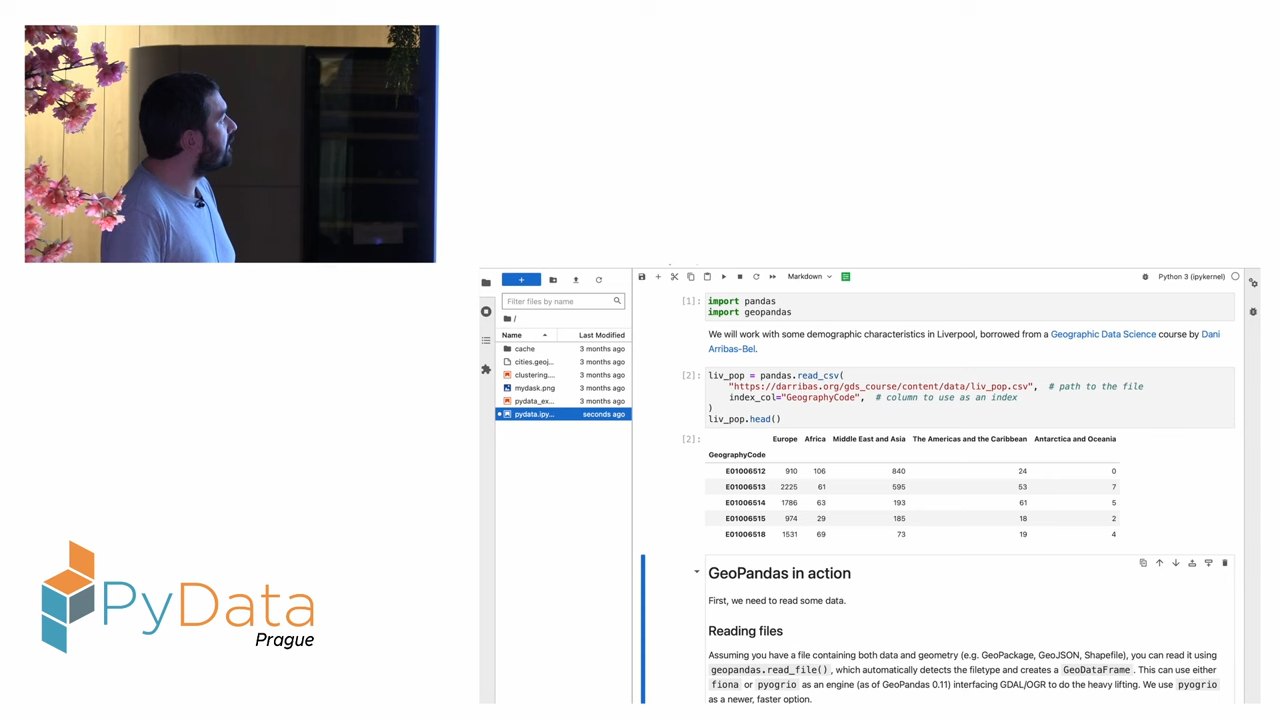 Markdown
Python 3 (ipykernel)
Filter files by name
/
Name Last Modified
cache 3 months ago
cities.geoj... 3 months ago
clustering.... 3 months ago
mydask.png 3 months ago
pydata_ex... 3 months ago
pydata.ipy... seconds ago
[1]: import pandas
import geopandas
We will work with some demographic characteristics in Liverpool, borrowed from a Geographic Data Science course by Dani
Arribas-Bel.
[2]: liv_pop = pandas.read_csv(
"https://darribas.org/gds_course/content/data/liv_pop.csv", # path to the file
index_col="GeographyCode", # column to use as an index
)
liv_pop.head()
[2]: Europe Africa Middle East and Asia The Americas and the Caribbean Antarctica and Oceania
GeographyCode
E01006512 910 106 840 24 0
E01006513 2225 61 595 53 7
E01006514 1786 63 193 61 5
E01006515 974 29 185 18 2
E01006518 1531 69 73 19 4
GeoPandas in action
First, we need to read some data.
Reading files
Assuming you have a file containing both data and geometry (e.g. GeoPackage, GeoJSON, Shapefile), you can read it using
geopandas.read_file(), which automatically detects the filetype and creates a GeoDataFrame. This can use either
fiona or pyogrio as an engine (as of GeoPandas 0.11) interfacing GDAL/OGR to do the heavy lifting. We use pyogrio
as a newer, faster option.
PyData
Prague